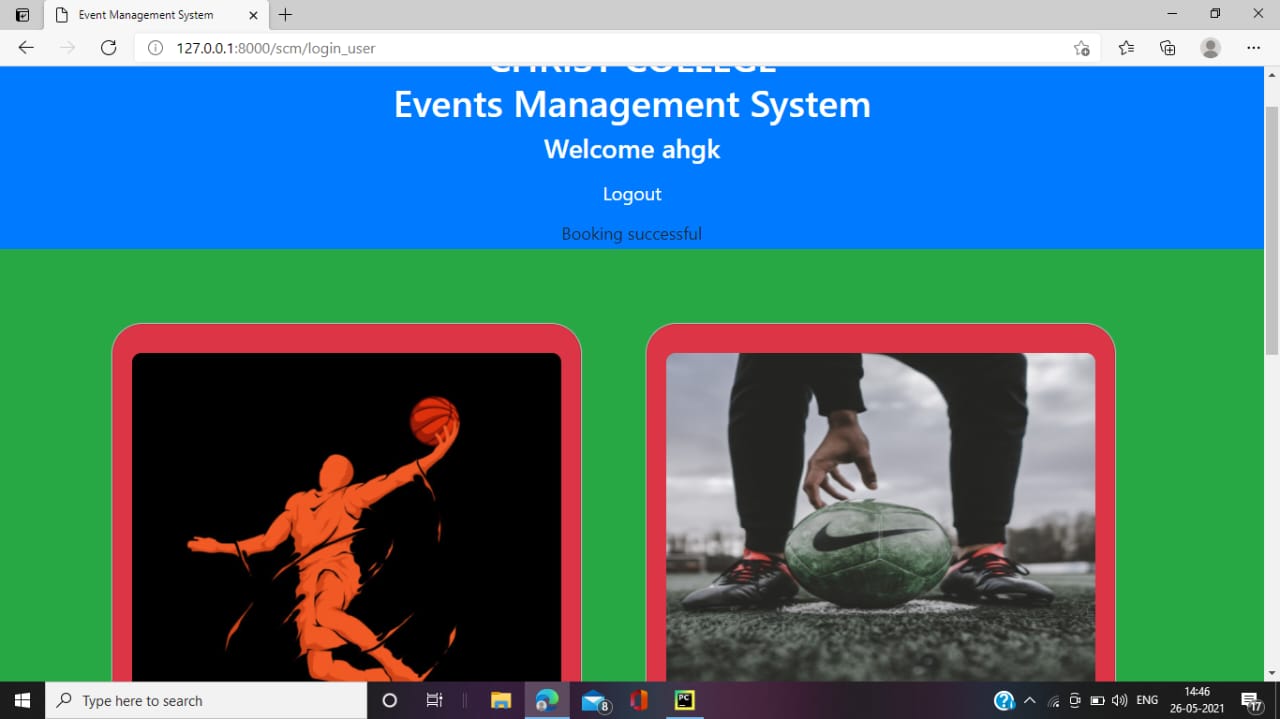 Event Management System
127.0.0.1:8000/scm/login_user
CHRIST COLLEGE
Events Management System
Welcome ahgk
Logout
Booking successful
Type here to search
PC
8
ENG
14:46
26-05-2021
17